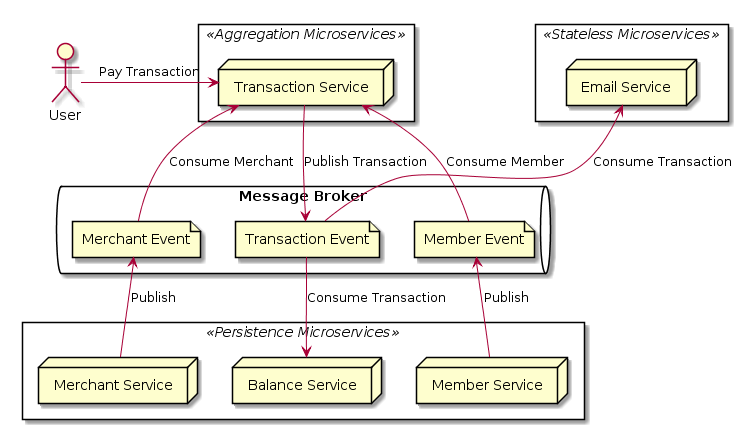 «Aggregation Microservices»
«Stateless Microservices»
Pay Transaction
Transaction Service
Email Service
User
Consume Merchant
Publish Transaction
Consume Member
Consume Transaction
Message Broker
Merchant Event
Transaction Event
Member Event
Publish
Consume Transaction
Publish
«Persistence Microservices»
Merchant Service
Balance Service
Member Service